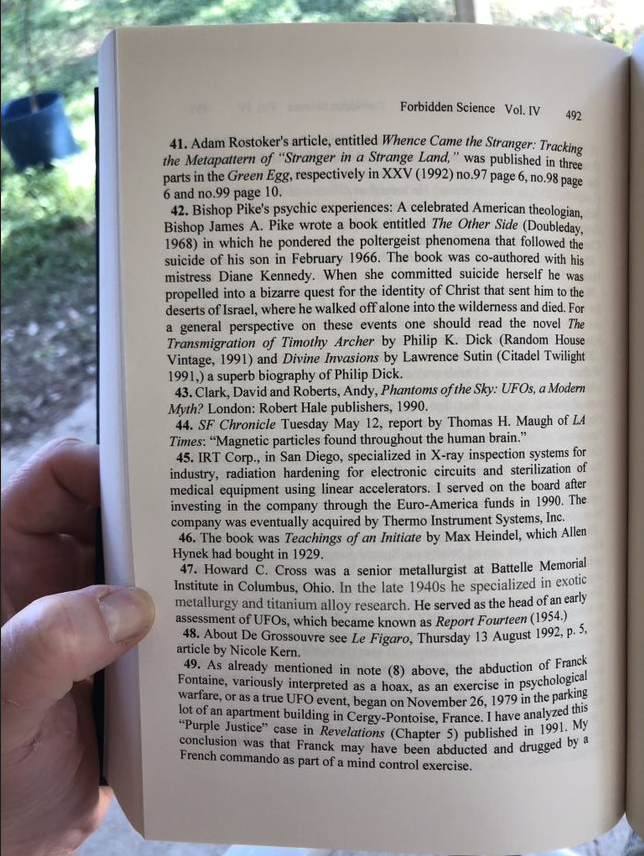 Forbidden Science Vol. IV 492
41. Adam Rostoker's article, entitled Whence Came the Stranger: Tracking
the Metapattern of "Stranger in a Strange Land," was published in three
parts in the Green Egg, respectively in XXV (1992) no.97 page 6, no.98 page
6 and no.99 page 10.
42. Bishop Pike's psychic experiences: A celebrated American theologian,
Bishop James A. Pike wrote a book entitled The Other Side (Doubleday,
1968) in which he pondered the poltergeist phenomena that followed the
suicide of his son in February 1966. The book was co-authored with his
mistress Diane Kennedy. When she committed suicide herself he was
propelled into a bizarre quest for the identity of Christ that sent him to the
deserts of Israel, where he walked off alone into the wilderness and died. For
a general perspective on these events one should read the novel The
Transmigration of Timothy Archer by Philip K. Dick (Random House
Vintage, 1991) and Divine Invasions by Lawrence Sutin (Citadel Twilight
1991,) a superb biography of Philip Dick.
43. Clark, David and Roberts, Andy, Phantoms of the Sky: UFOs, a Modern
Myth? London: Robert Hale publishers, 1990.
44. SF Chronicle Tuesday May 12, report by Thomas H. Maugh of LA
Times: "Magnetic particles found throughout the human brain."
45. IRT Corp., in San Diego, specialized in X-ray inspection systems for
industry, radiation hardening for electronic circuits and sterilization of
medical equipment using linear accelerators. I served on the board after
investing in the company through the Euro-America funds in 1990. The
company was eventually acquired by Thermo Instrument Systems, Inc.
46. The book was Teachings of an Initiate by Max Heindel, which Allen
Hynek had bought in 1929.
47. Howard C. Cross was a senior metallurgist at Battelle Memorial
Institute in Columbus, Ohio. In the late 1940s he specialized in exotic
metallurgy and titanium alloy research. He served as the head of an early
assessment of UFOs, which became known as Report Fourteen (1954.)
48. About De Grossouvre see Le Figaro, Thursday 13 August 1992, p. 5,
article by Nicole Kern.
49. As already mentioned in note (8) above, the abduction of Franck
Fontaine, variously interpreted as a hoax, as an exercise in psychological
warfare, or as a true UFO event, began on November 26, 1979 in the parking
lot of an apartment building in Cergy-Pontoise, France. I have analyzed this
"Purple Justice" case in Revelations (Chapter 5) published in 1991. My
conclusion was that Franck may have been abducted and drugged by a
French commando as part of a mind control exercise.